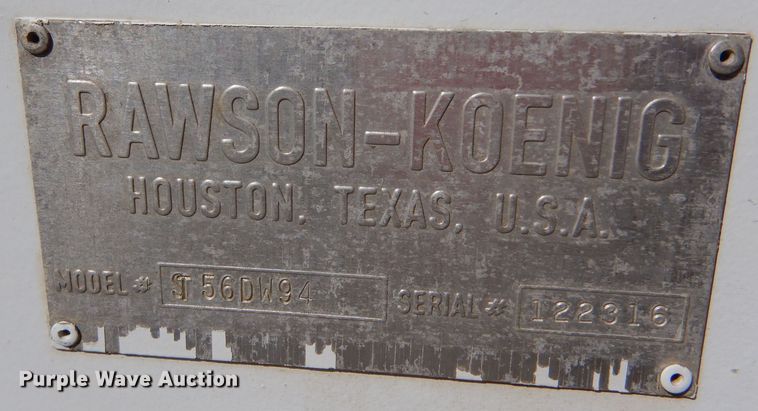 RAWSON-KOENIG
HOUSTON, TEXAS, U.S.A.
MODEL # ST56DW94 SERIAL # 122316
Purple Wave Auction